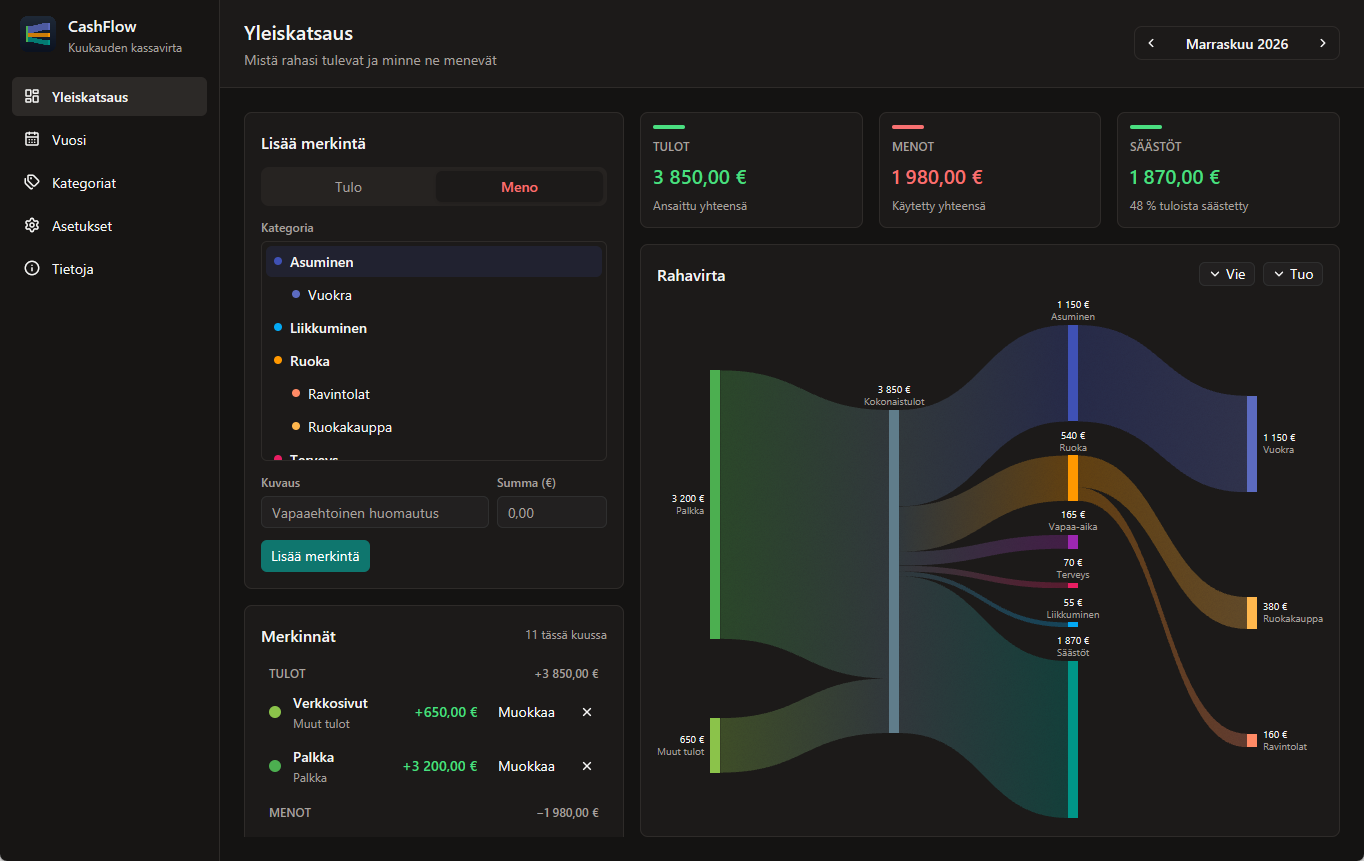 CashFlow
Kuukauden kassavirta
Yleiskatsaus
Vuosi
Kategoriat
Asetukset
Tietoja
Yleiskatsaus
Mistä rahasi tulevat ja minne ne menevät
Marraskuu 2026
Lisää merkintä
Tulo
Meno
Kategoria
Asuminen
Vuokra
Liikkuminen
Ruoka
Ravintolat
Ruokakauppa
Terveys
Kuvaus
Summa (€)
Vapaaehtoinen huomautus
0,00
Lisää merkintä
Merkinnät
11 tässä kuussa
TULOT
+3 850,00 €
Verkkosivut
Muut tulot
+650,00 €
Muokkaa
Palkka
Palkka
+3 200,00 €
Muokkaa
MENOT
−1 980,00 €
TULOT
3 850,00 €
Ansaittu yhteensä
MENOT
1 980,00 €
Käytetty yhteensä
SÄÄSTÖT
1 870,00 €
48 % tuloista säästetty
Rahavirta
Vie
Tuo
3 200 €
Palkka
650 €
Muut tulot
3 850 €
Kokonaistulot
1 150 €
Asuminen
540 €
Ruoka
165 €
Vapaa-aika
70 €
Terveys
55 €
Liikkuminen
1 870 €
Säästöt
1 150 €
Vuokra
380 €
Ruokakauppa
160 €
Ravintolat